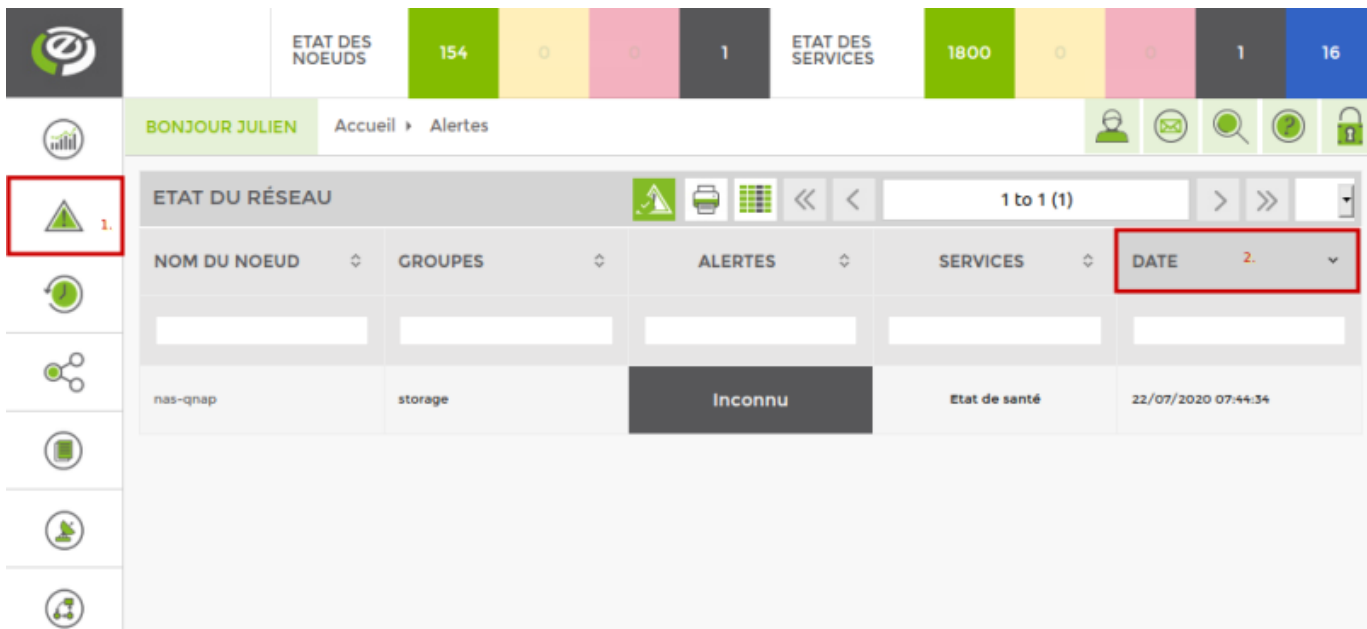 ETAT DES NOEUDS
154
0
0
1
ETAT DES SERVICES
1800
0
0
1
16
BONJOUR JULIEN
Accueil
Alertes
1.
ETAT DU RÉSEAU
1 to 1 (1)
NOM DU NOEUD
GROUPES
ALERTES
SERVICES
DATE
2.
nas-qnap
storage
Inconnu
Etat de santé
22/07/2020 07:44:34